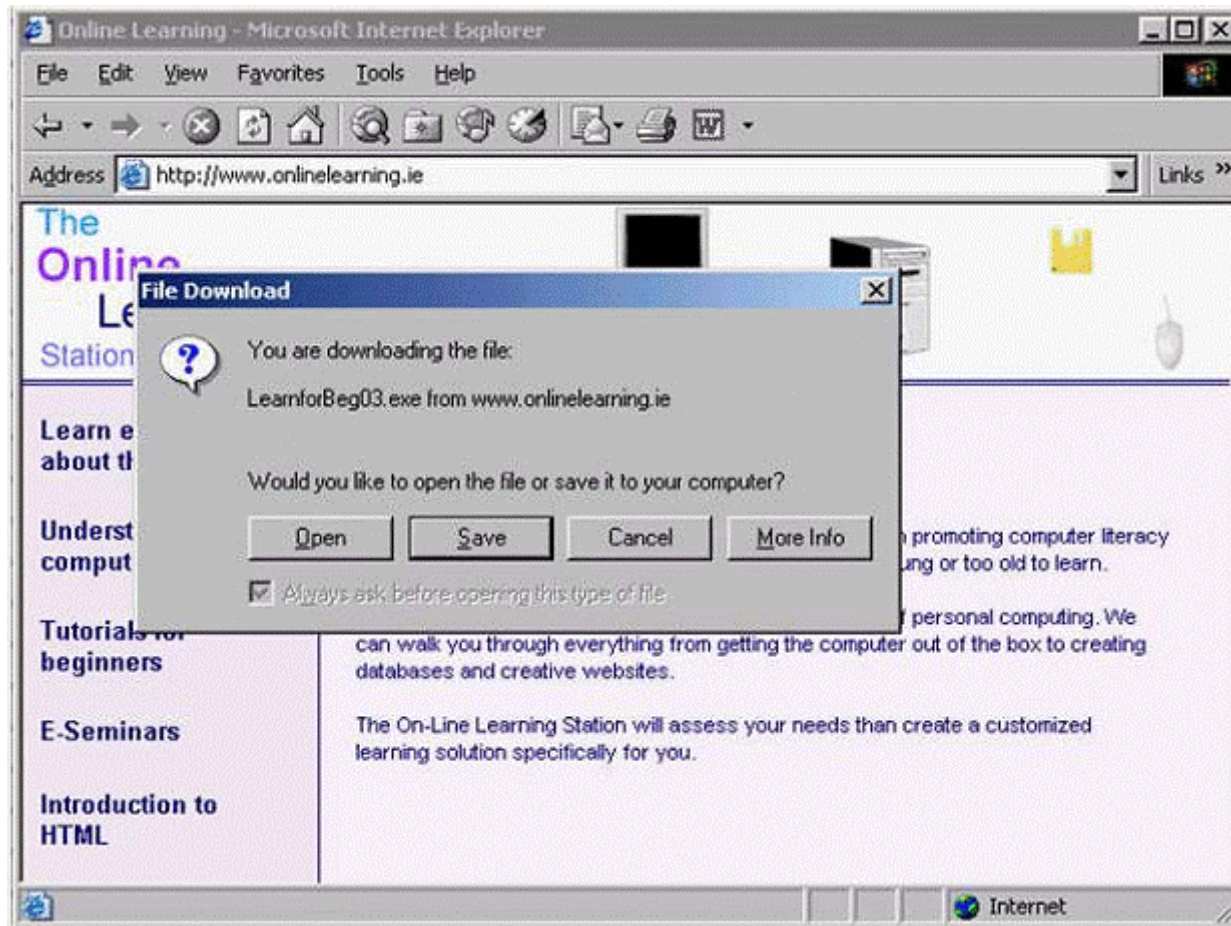 Online Learning - Microsoft Internet Explorer
File Edit View Favorites Tools Help
Address http://www.onlinelearning.ie Links »
The
Online
Le
Station
File Download
You are downloading the file:
LearnforBeg03.exe from www.onlinelearning.ie
Would you like to open the file or save it to your computer?
Open Save Cancel More Info
Always ask before opening this type of file
Learn e
about th
Underst
comput
Tutorials for
beginners
E-Seminars
Introduction to
HTML
promoting computer literacy
or too old to learn.
personal computing. We
can walk you through everything from getting the computer out of the box to creating
databases and creative websites.
The On-Line Learning Station will assess your needs than create a customized
learning solution specifically for you.
Internet